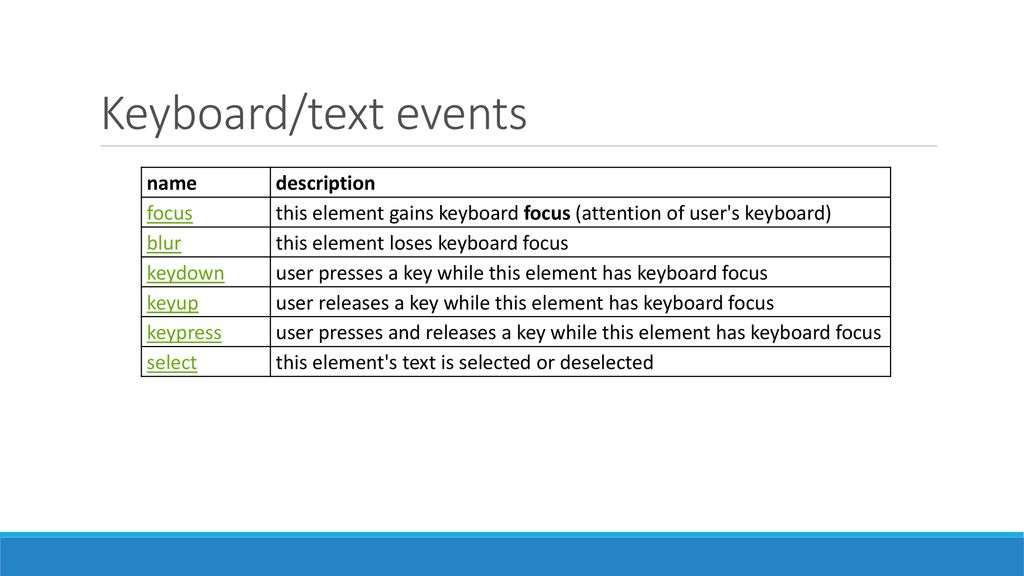 Keyboard/text events
name description
focus this element gains keyboard focus (attention of user's keyboard)
blur this element loses keyboard focus
keydown user presses a key while this element has keyboard focus
keyup user releases a key while this element has keyboard focus
keypress user presses and releases a key while this element has keyboard focus
select this element's text is selected or deselected